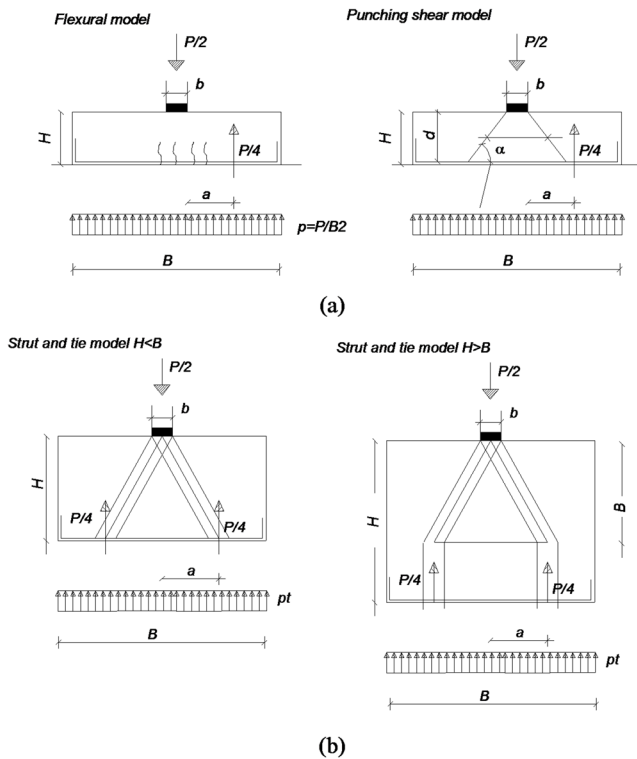 Flexural model
P/2
b
H
P/4
a
p=P/B2
B
Punching shear model
P/2
b
H
d
α
P/4
a
B
(a)
Strut and tie model H<B
P/2
b
H
P/4
P/4
a
pt
B
Strut and tie model H>B
P/2
b
H
B
P/4
P/4
a
pt
B
(b)